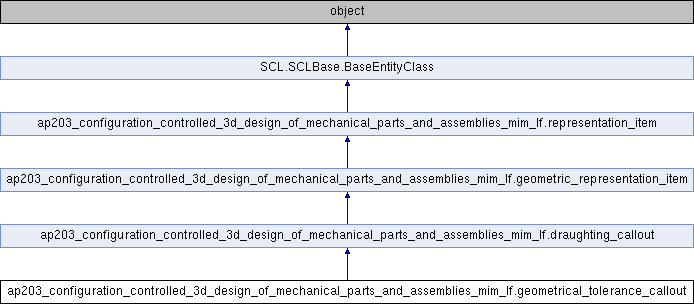 object
SCL.SCLBase.BaseEntityClass
ap203_configuration_controlled_3d_design_of_mechanical_parts_and_assemblies_mim_lf.representation_item
ap203_configuration_controlled_3d_design_of_mechanical_parts_and_assemblies_mim_lf.geometric_representation_item
ap203_configuration_controlled_3d_design_of_mechanical_parts_and_assemblies_mim_lf.draughting_callout
ap203_configuration_controlled_3d_design_of_mechanical_parts_and_assemblies_mim_lf.geometrical_tolerance_callout